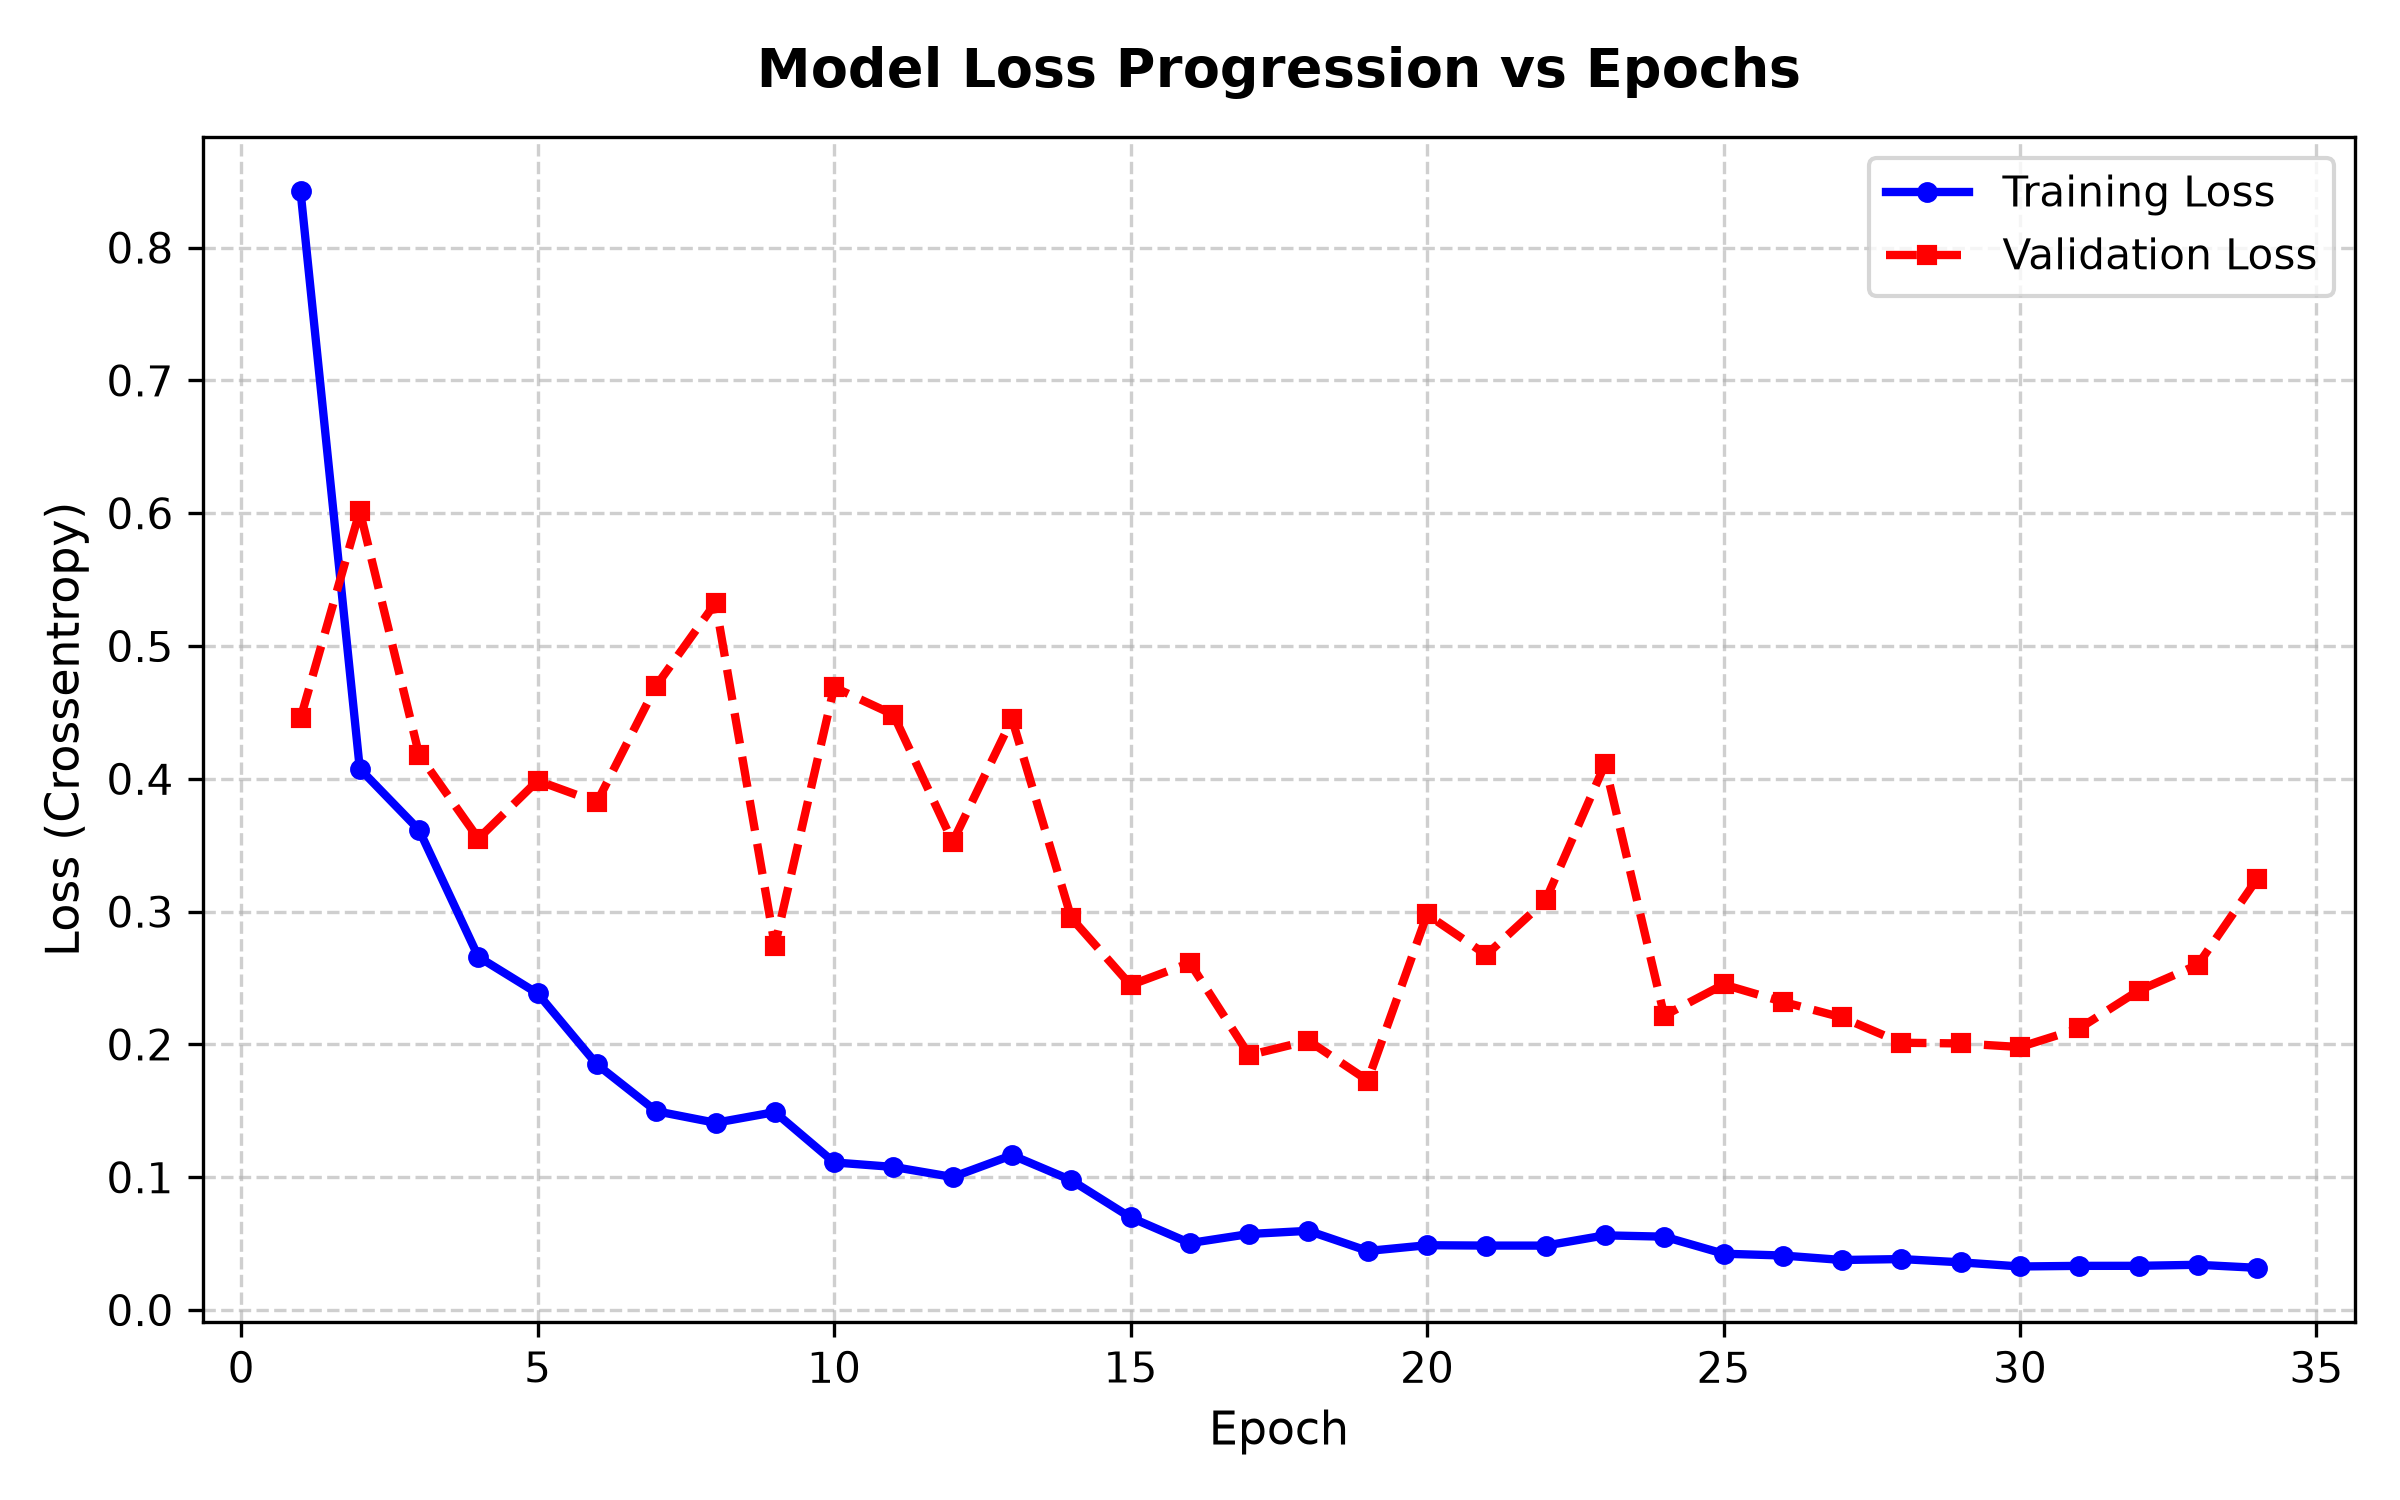 Model Loss Progression vs Epochs
Training Loss
Validation Loss
Loss (Crossentropy)
0.8
0.7
0.6
0.5
0.4
0.3
0.2
0.1
0.0
0 5 10 15 20 25 30 35
Epoch